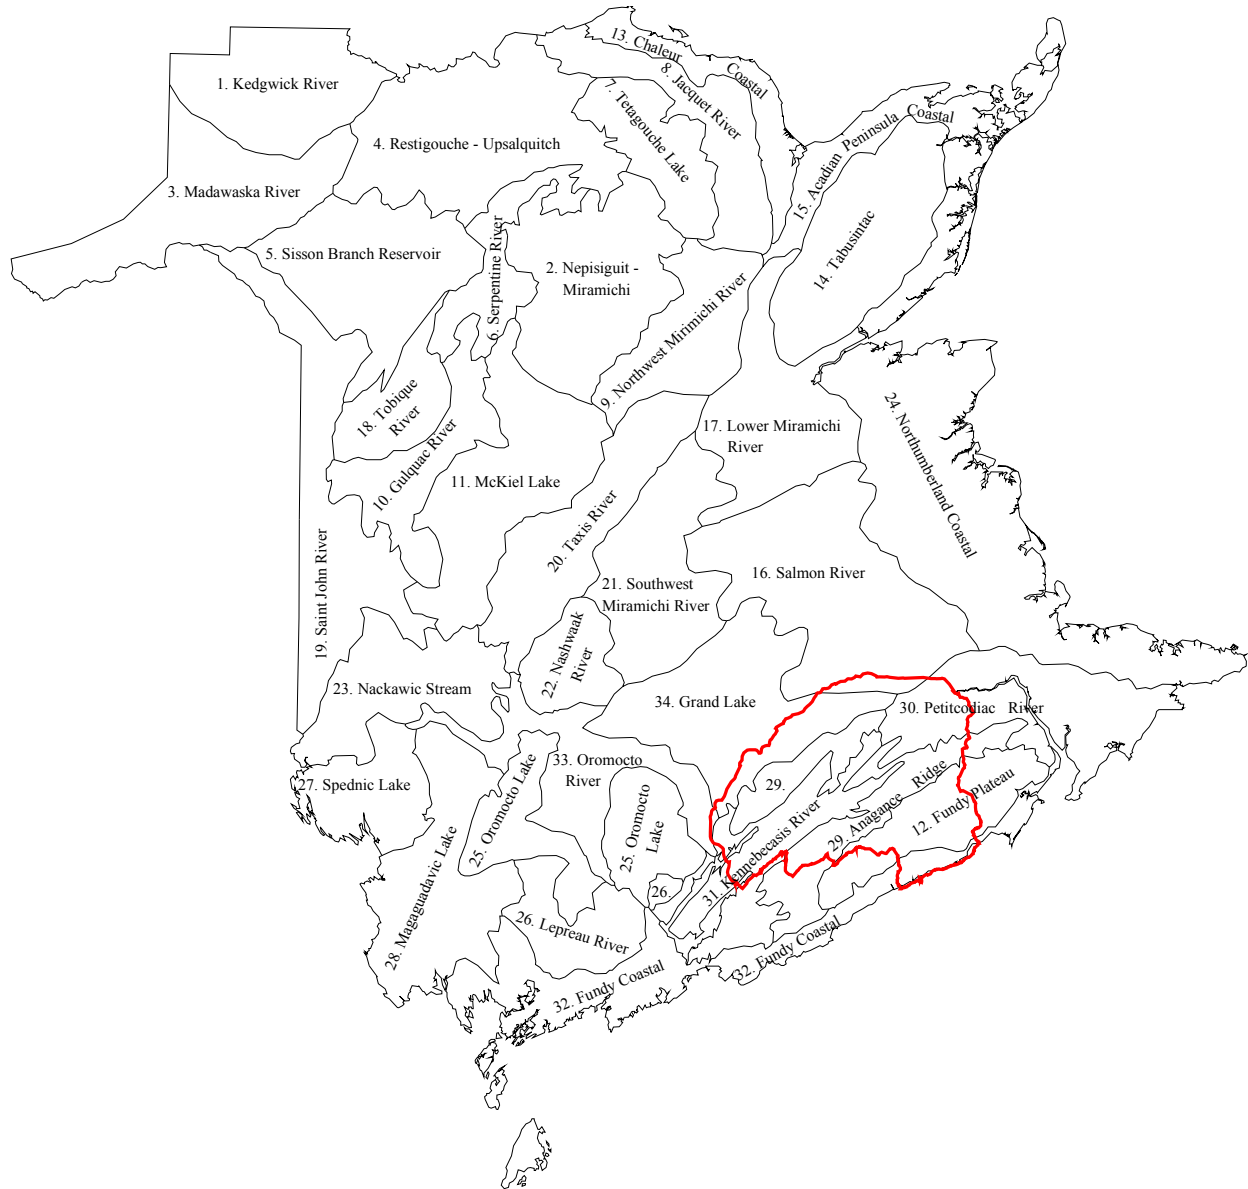 13. Chaleur Coastal
1. Kedgwick River
8. Jacquet River
7. Tetagouche Lake
15. Acadian Peninsula Coastal
4. Restigouche - Upsalquitch
3. Madawaska River
5. Sisson Branch Reservoir
6. Serpentine River
2. Nepisiguit -
Miramichi
14. Tabusintac
9. Northwest Mirimichi River
18. Tobique
River
17. Lower Miramichi
River
24. Northumberland Coastal
10. Gulquac River
11. McKiel Lake
20. Taxis River
19. Saint John River
21. Southwest
Miramichi River
16. Salmon River
22. Nashwaak
River
23. Nackawic Stream
34. Grand Lake
30. Petitcodiac River
33. Oromocto
River
27. Spednic Lake
25. Oromocto Lake
29.
25. Oromocto
Lake
29. Anagance Ridge
12. Fundy Plateau
31. Kennebecasis River
26.
28. Magaguadavic Lake
26. Lepreau River
32. Fundy Coastal
32. Fundy Coastal